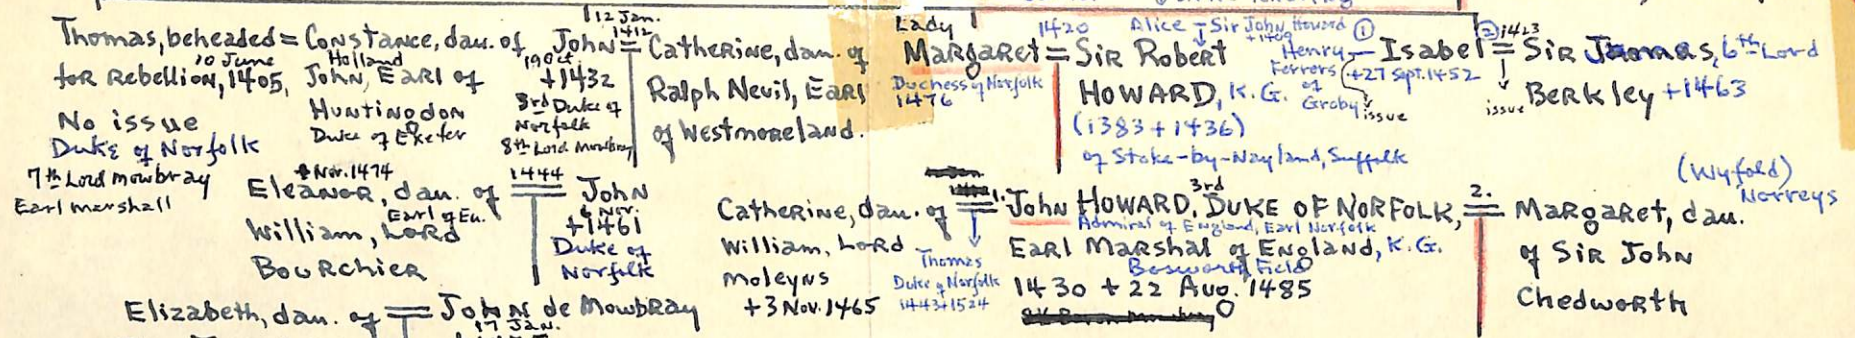 Thomas, beheaded = Constance, dau. of
10 June Holland
for Rebellion, 1405, John, Earl of
No issue Huntingdon
Duke of Norfolk Duke of Exeter
7th Lord Mowbray
Earl Marshall
12 Jan.
1412
John = Catherine, dau. of
19 Oct
+1432 Ralph Nevil, Earl
3rd Duke of of Westmoreland.
Norfolk
8th Lord Mowbray
Lady
Margaret = Sir Robert
1420
Duchess of Norfolk
1476
Alice Sir John Howard
+1409
HOWARD, K.G.
(1383+1436)
of Stoke-by-Nayland, Suffolk
① ② 1423
Henry — Isabel = Sir James, 6th Lord
Ferrers +27 Sept. 1452 Berkley +1463
of
Groby issue issue
Nov. 1474 1444
Eleanor, dau. of = John
Earl of Eu. 6 Nov.
William, Lord +1461
Bourchier Duke of
Norfolk
Catherine, dau. of = 1. John HOWARD, 3rd DUKE OF NORFOLK, = 2. Margaret, dau.
(Wyfold)
Norreys
Admiral of England, Earl Norfolk
William, Lord Earl Marshal of England, K.G. of Sir John
Moleyns Thomas Bosworth Field Chedworth
Duke of Norfolk 1430 + 22 Aug. 1485
+3 Nov. 1465 1443+1524
Elizabeth, dau. of = John de Mowbray
17 Jan.